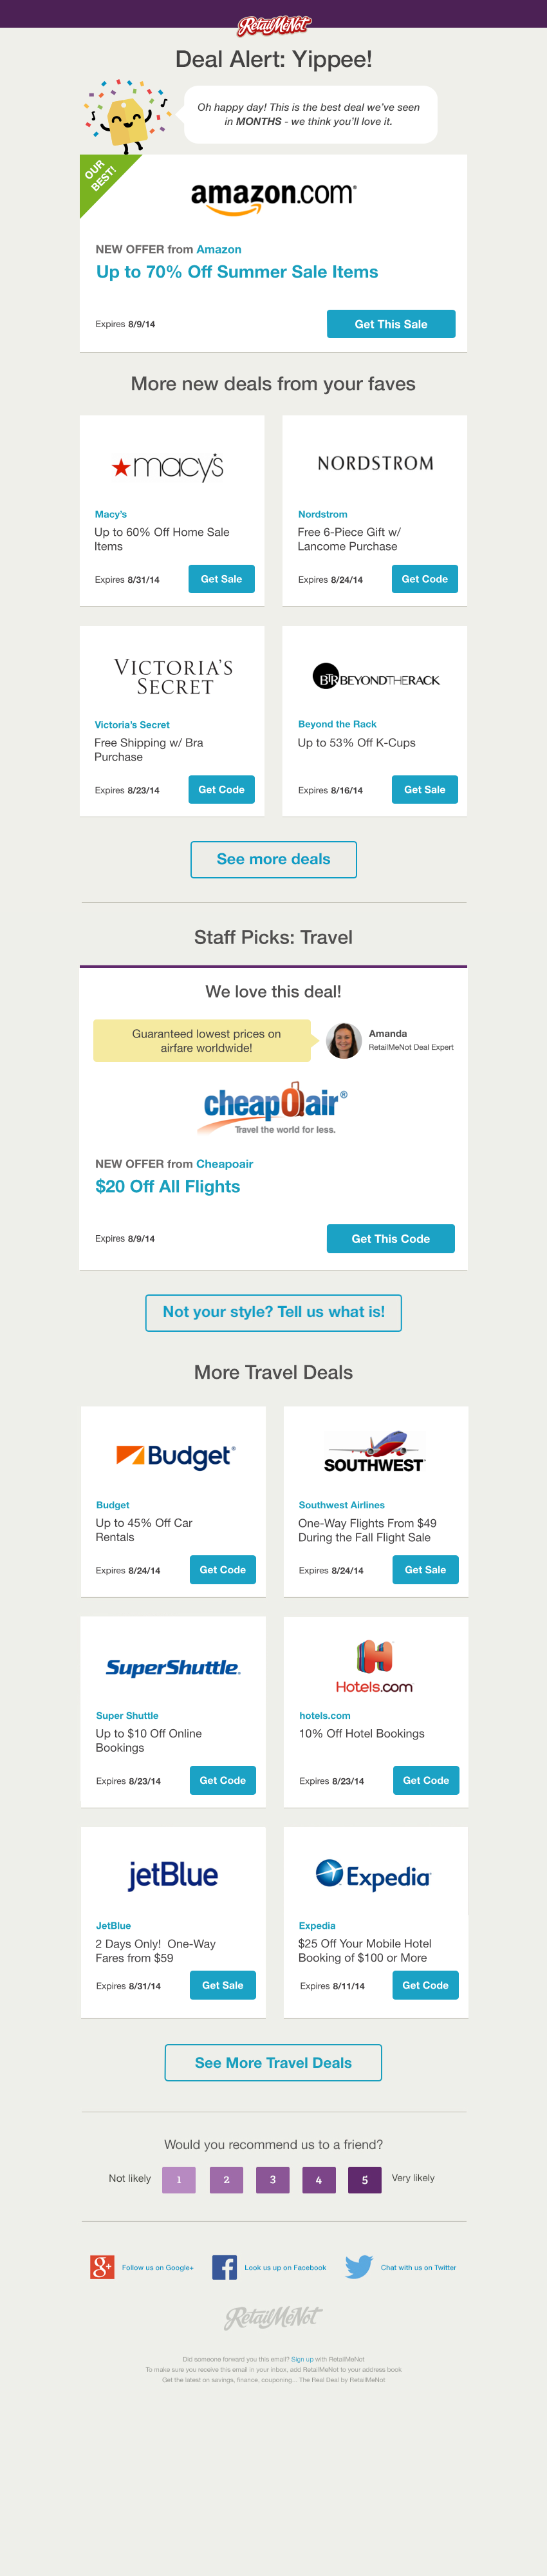 RetailMeNot
Deal Alert: Yippee!
Oh happy day! This is the best deal we've seen
in MONTHS - we think you'll love it.
OUR
BEST!
amazon.com
NEW OFFER from Amazon
Up to 70% Off Summer Sale Items
Expires 8/9/14
Get This Sale
More new deals from your faves
macy's
Macy's
Up to 60% Off Home Sale
Items
Expires 8/31/14
Get Sale
NORDSTROM
Nordstrom
Free 6-Piece Gift w/
Lancome Purchase
Expires 8/24/14
Get Code
VICTORIA'S
SECRET
Victoria's Secret
Free Shipping w/ Bra
Purchase
Expires 8/23/14
Get Code
BTR BEYONDTHERACK
Beyond the Rack
Up to 53% Off K-Cups
Expires 8/16/14
Get Sale
See more deals
Staff Picks: Travel
We love this deal!
Guaranteed lowest prices on
airfare worldwide!
Amanda
RetailMeNot Deal Expert
cheapOair®
Travel the world for less.
NEW OFFER from Cheapoair
$20 Off All Flights
Expires 8/9/14
Get This Code
Not your style? Tell us what is!
More Travel Deals
Budget
Budget
Up to 45% Off Car
Rentals
Expires 8/24/14
Get Code
SOUTHWEST
Southwest Airlines
One-Way Flights From $49
During the Fall Flight Sale
Expires 8/24/14
Get Sale
SuperShuttle.
Super Shuttle
Up to $10 Off Online
Bookings
Expires 8/23/14
Get Code
Hotels.com
hotels.com
10% Off Hotel Bookings
Expires 8/23/14
Get Code
jetBlue
JetBlue
2 Days Only!  One-Way
Fares from $59
Expires 8/31/14
Get Sale
Expedia
Expedia
$25 Off Your Mobile Hotel
Booking of $100 or More
Expires 8/11/14
Get Code
See More Travel Deals
Would you recommend us to a friend?
Not likely 1 2 3 4 5 Very likely
g+ Follow us on Google+
f Look us up on Facebook
Chat with us on Twitter
RetailMeNot
Did someone forward you this email? Sign up with RetailMeNot
To make sure you receive this email in your inbox, add RetailMeNot to your address book
Get the latest on savings, finance, couponing... The Real Deal by RetailMeNot